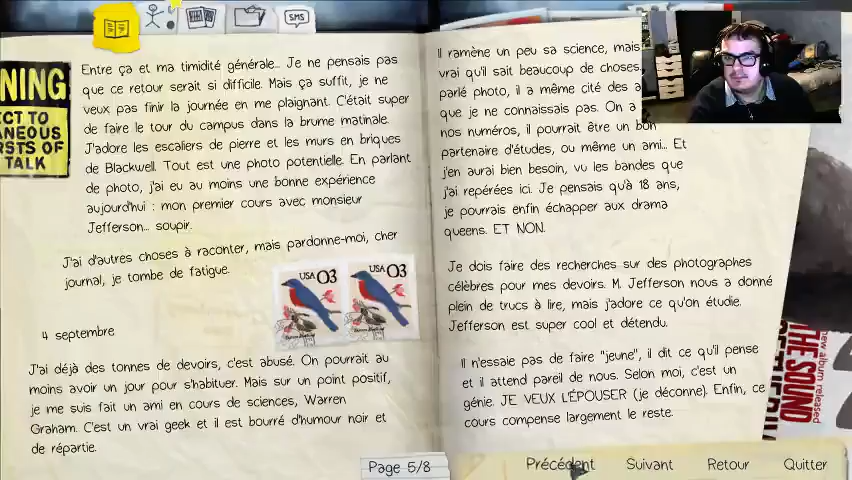 SMS
NING
ECT TO
ANEOUS
RSTS OF
TALK
Entre ça et ma timidité générale... Je ne pensais pas
que ce retour serait si difficile. Mais ça suffit, je ne
veux pas finir la journée en me plaignant. C'était super
de faire le tour du campus dans la brume matinale.
J'adore les escaliers de pierre et les murs en briques
de Blackwell. Tout est une photo potentielle. En parlant
de photo, j'ai eu au moins une bonne expérience
aujourd'hui : mon premier cours avec monsieur
Jefferson... soupir.
J'ai d'autres choses à raconter, mais pardonne-moi, cher
journal, je tombe de fatigue.
USA 03
USA 03
4 septembre
J'ai déjà des tonnes de devoirs, c'est abusé. On pourrait au
moins avoir un jour pour s'habituer. Mais sur un point positif,
je me suis fait un ami en cours de sciences, Warren
Graham. C'est un vrai geek et il est bourré d'humour noir et
de répartie.
Il ramène un peu sa science, mais
vrai qu'il sait beaucoup de choses.
parlé photo, il a même cité des a
que je ne connaissais pas. On a
nos numéros, il pourrait être un bon
partenaire d'études, ou même un ami... Et
j'en aurai bien besoin, vu les bandes que
j'ai repérées ici. Je pensais qu'à 18 ans,
je pourrais enfin échapper aux drama
queens. ET NON.
Je dois faire des recherches sur des photographes
célèbres pour mes devoirs. M. Jefferson nous a donné
plein de trucs à lire, mais j'adore ce qu'on étudie.
Jefferson est super cool et détendu.
Il n'essaie pas de faire "jeune", il dit ce qu'il pense
et il attend pareil de nous. Selon moi, c'est un
génie. JE VEUX L'ÉPOUSER (je déconne). Enfin, ce
cours compense largement le reste.
new album released
THE SOUND
Page 5/8
Précédent
Suivant
Retour
Quitter